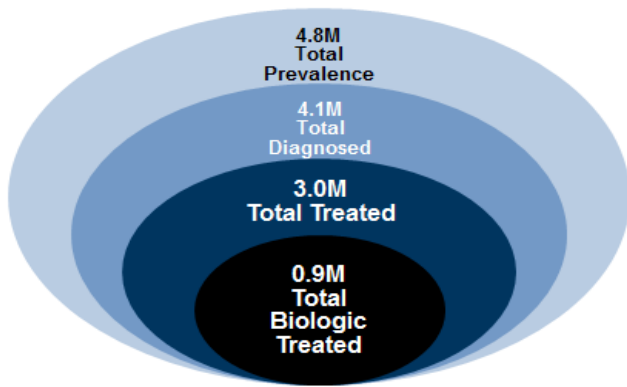 4.8M
Total
Prevalence
4.1M
Total
Diagnosed
3.0M
Total Treated
0.9M
Total
Biologic
Treated